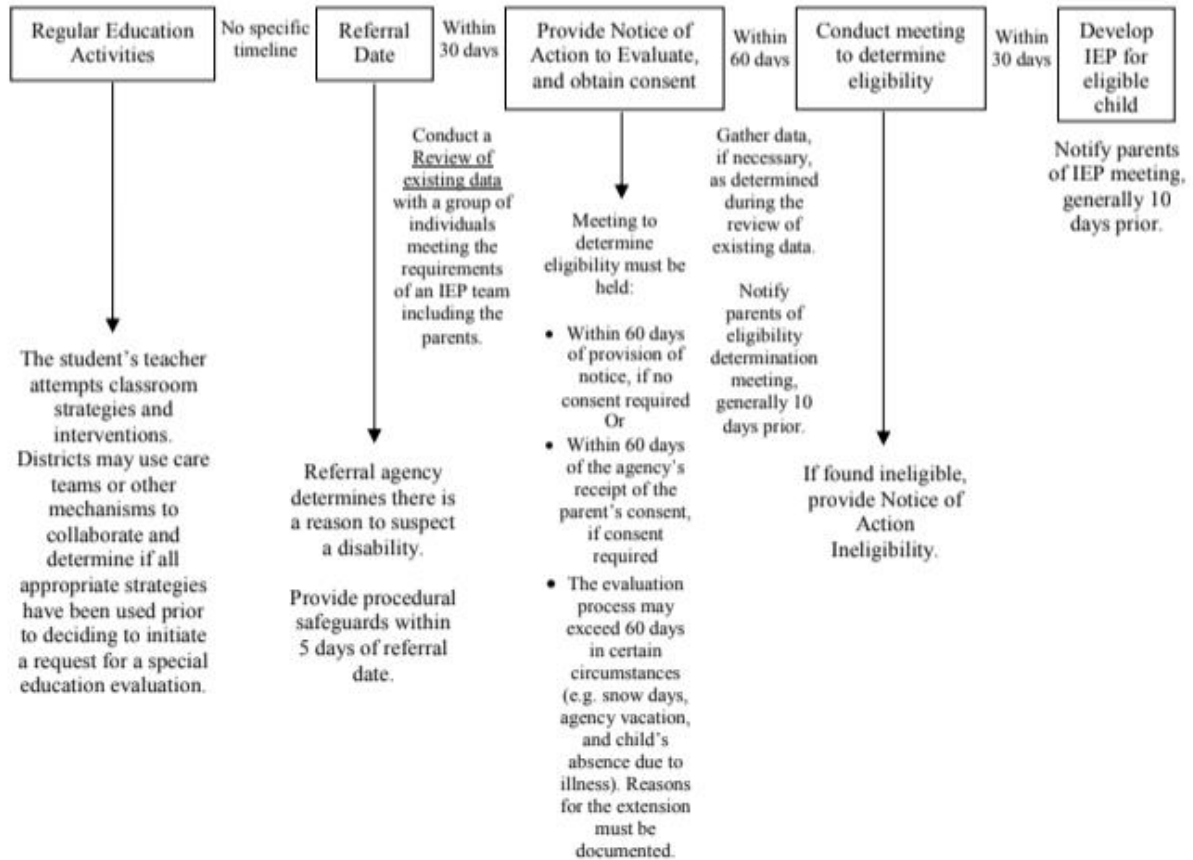 Regular Education
Activities
No specific
timeline
Referral
Date
Within
30 days
Provide Notice of
Action to Evaluate,
and obtain consent
Within
60 days
Conduct meeting
to determine
eligibility
Within
30 days
Develop
IEP for
eligible
child
The student's teacher
attempts classroom
strategies and
interventions.
Districts may use care
teams or other
mechanisms to
collaborate and
determine if all
appropriate strategies
have been used prior
to deciding to initiate
a request for a special
education evaluation.
Referral agency
determines there is
a reason to suspect
a disability.
Provide procedural
safeguards within
5 days of referral
date.
Conduct a
Review of
existing data
with a group of
individuals
meeting the
requirements
of an IEP team
including the
parents.
Meeting to
determine
eligibility must be
held:
• Within 60 days
of provision of
notice, if no
consent required
Or
• Within 60 days
of the agency's
receipt of the
parent's consent,
if consent
required
• The evaluation
process may
exceed 60 days
in certain
circumstances
(e.g. snow days,
agency vacation,
and child's
absence due to
illness). Reasons
for the extension
must be
documented.
Gather data,
if necessary,
as determined
during the
review of
existing data.
Notify
parents of
eligibility
determination
meeting,
generally 10
days prior.
If found ineligible,
provide Notice of
Action
Ineligibility.
Notify parents
of IEP meeting,
generally 10
days prior.